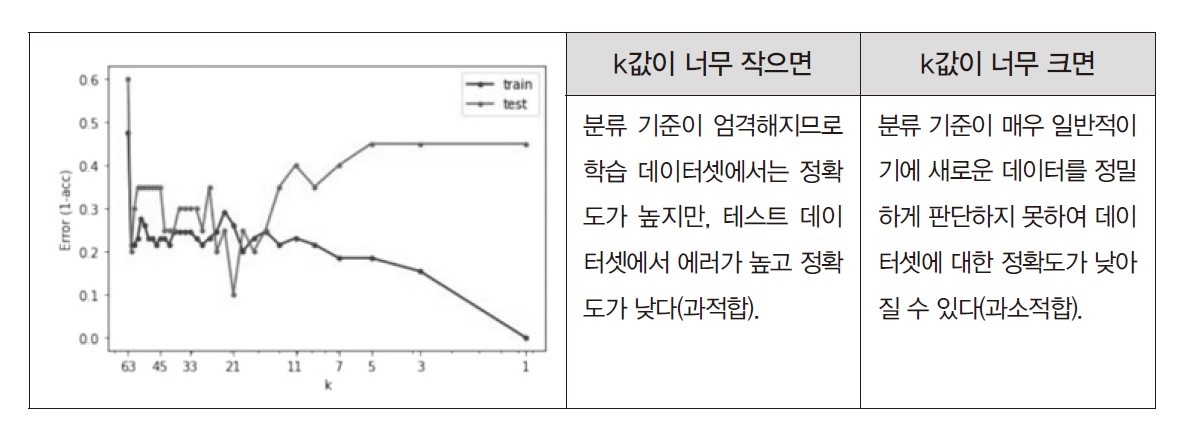 0.6
0.5
0.4
0.3
0.2
0.1
0.0
Error (1-acc)
train
test
63 45 33 21 11 7 5 3 1
k
k값이 너무 작으면
분류 기준이 엄격해지므로
학습 데이터셋에서는 정확
도가 높지만, 테스트 데이
터셋에서 에러가 높고 정확
도가 낮다(과적합).
k값이 너무 크면
분류 기준이 매우 일반적이
기에 새로운 데이터를 정밀
하게 판단하지 못하여 데이
터셋에 대한 정확도가 낮아
질 수 있다(과소적합).